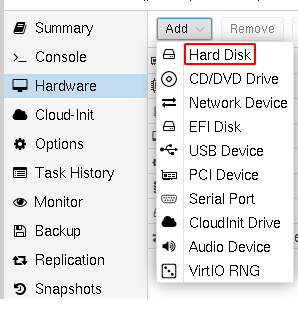 Summary
Console
Hardware
Cloud-Init
Options
Task History
Monitor
Backup
Replication
Snapshots
Add
Remove
Hard Disk
CD/DVD Drive
Network Device
EFI Disk
USB Device
PCI Device
Serial Port
CloudInit Drive
Audio Device
VirtIO RNG